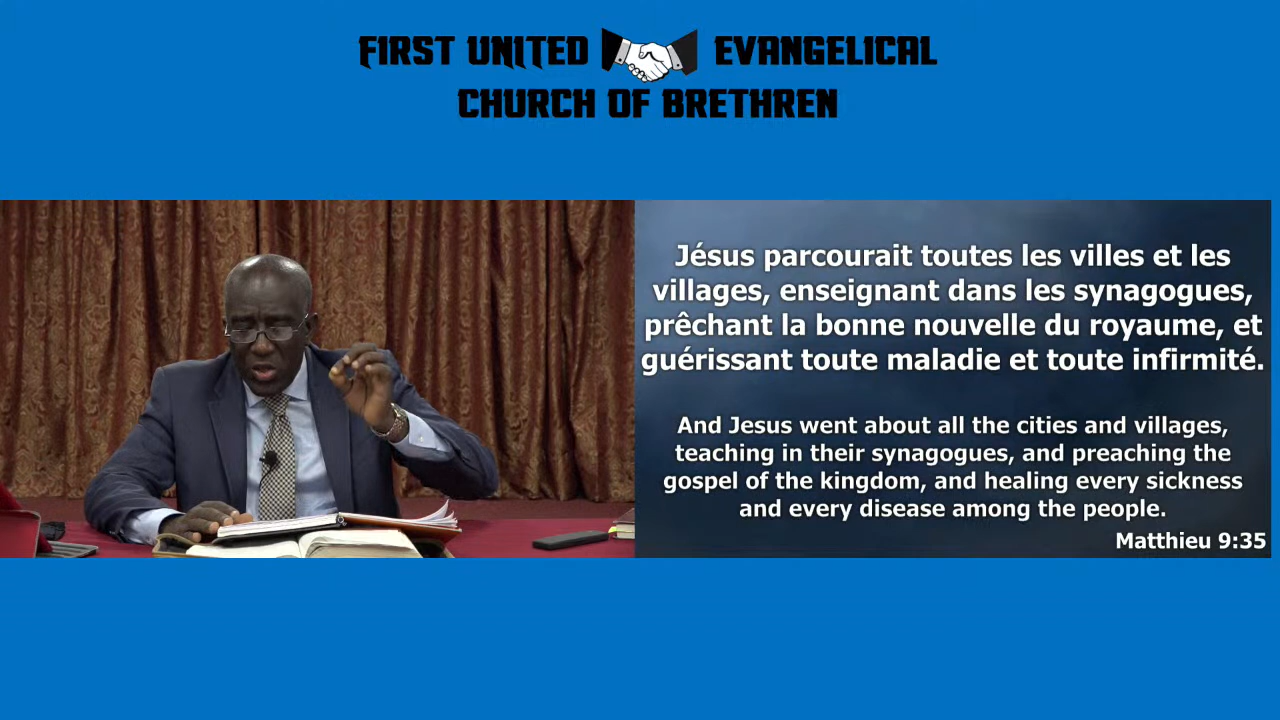 FIRST UNITED EVANGELICAL
CHURCH OF BRETHREN
Jésus parcourait toutes les villes et les
villages, enseignant dans les synagogues,
prêchant la bonne nouvelle du royaume, et
guérissant toute maladie et toute infirmité.
And Jesus went about all the cities and villages,
teaching in their synagogues, and preaching the
gospel of the kingdom, and healing every sickness
and every disease among the people.
Matthieu 9:35